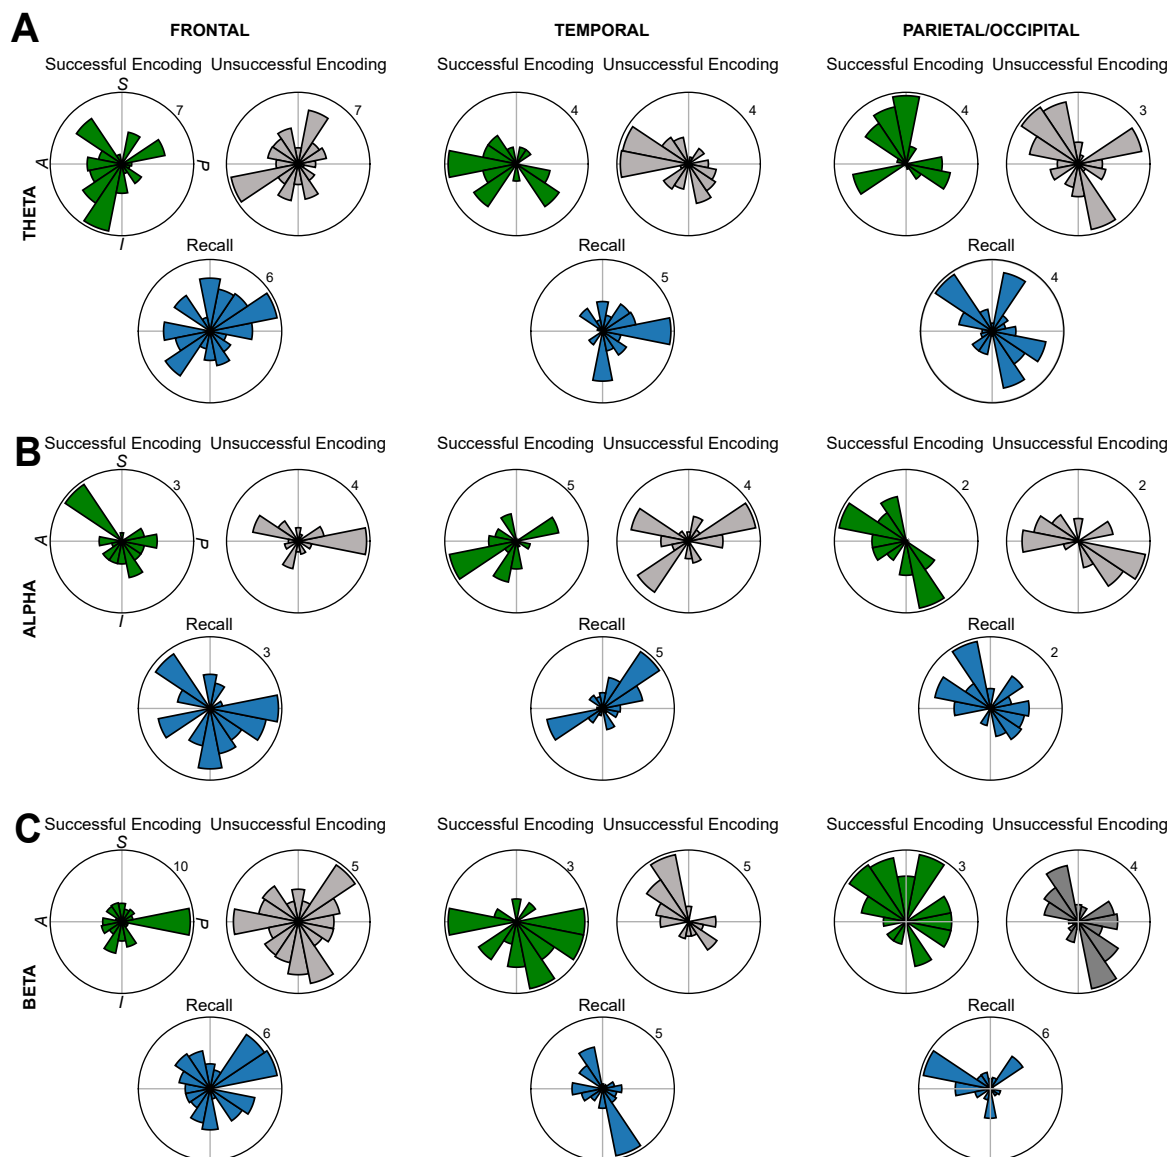 A
FRONTAL TEMPORAL PARIETAL/OCCIPITAL
Successful Encoding Unsuccessful Encoding Successful Encoding Unsuccessful Encoding Successful Encoding Unsuccessful Encoding
S
7 7 4 4 4 3
A P
THETA
I
Recall Recall Recall
6 5 4
B
Successful Encoding Unsuccessful Encoding Successful Encoding Unsuccessful Encoding Successful Encoding Unsuccessful Encoding
S
3 4 5 4 2 2
A P
ALPHA
I
Recall Recall Recall
3 5 2
C
Successful Encoding Unsuccessful Encoding Successful Encoding Unsuccessful Encoding Successful Encoding Unsuccessful Encoding
S
10 5 3 5 3 4
A P
BETA
I
Recall Recall Recall
6 5 6